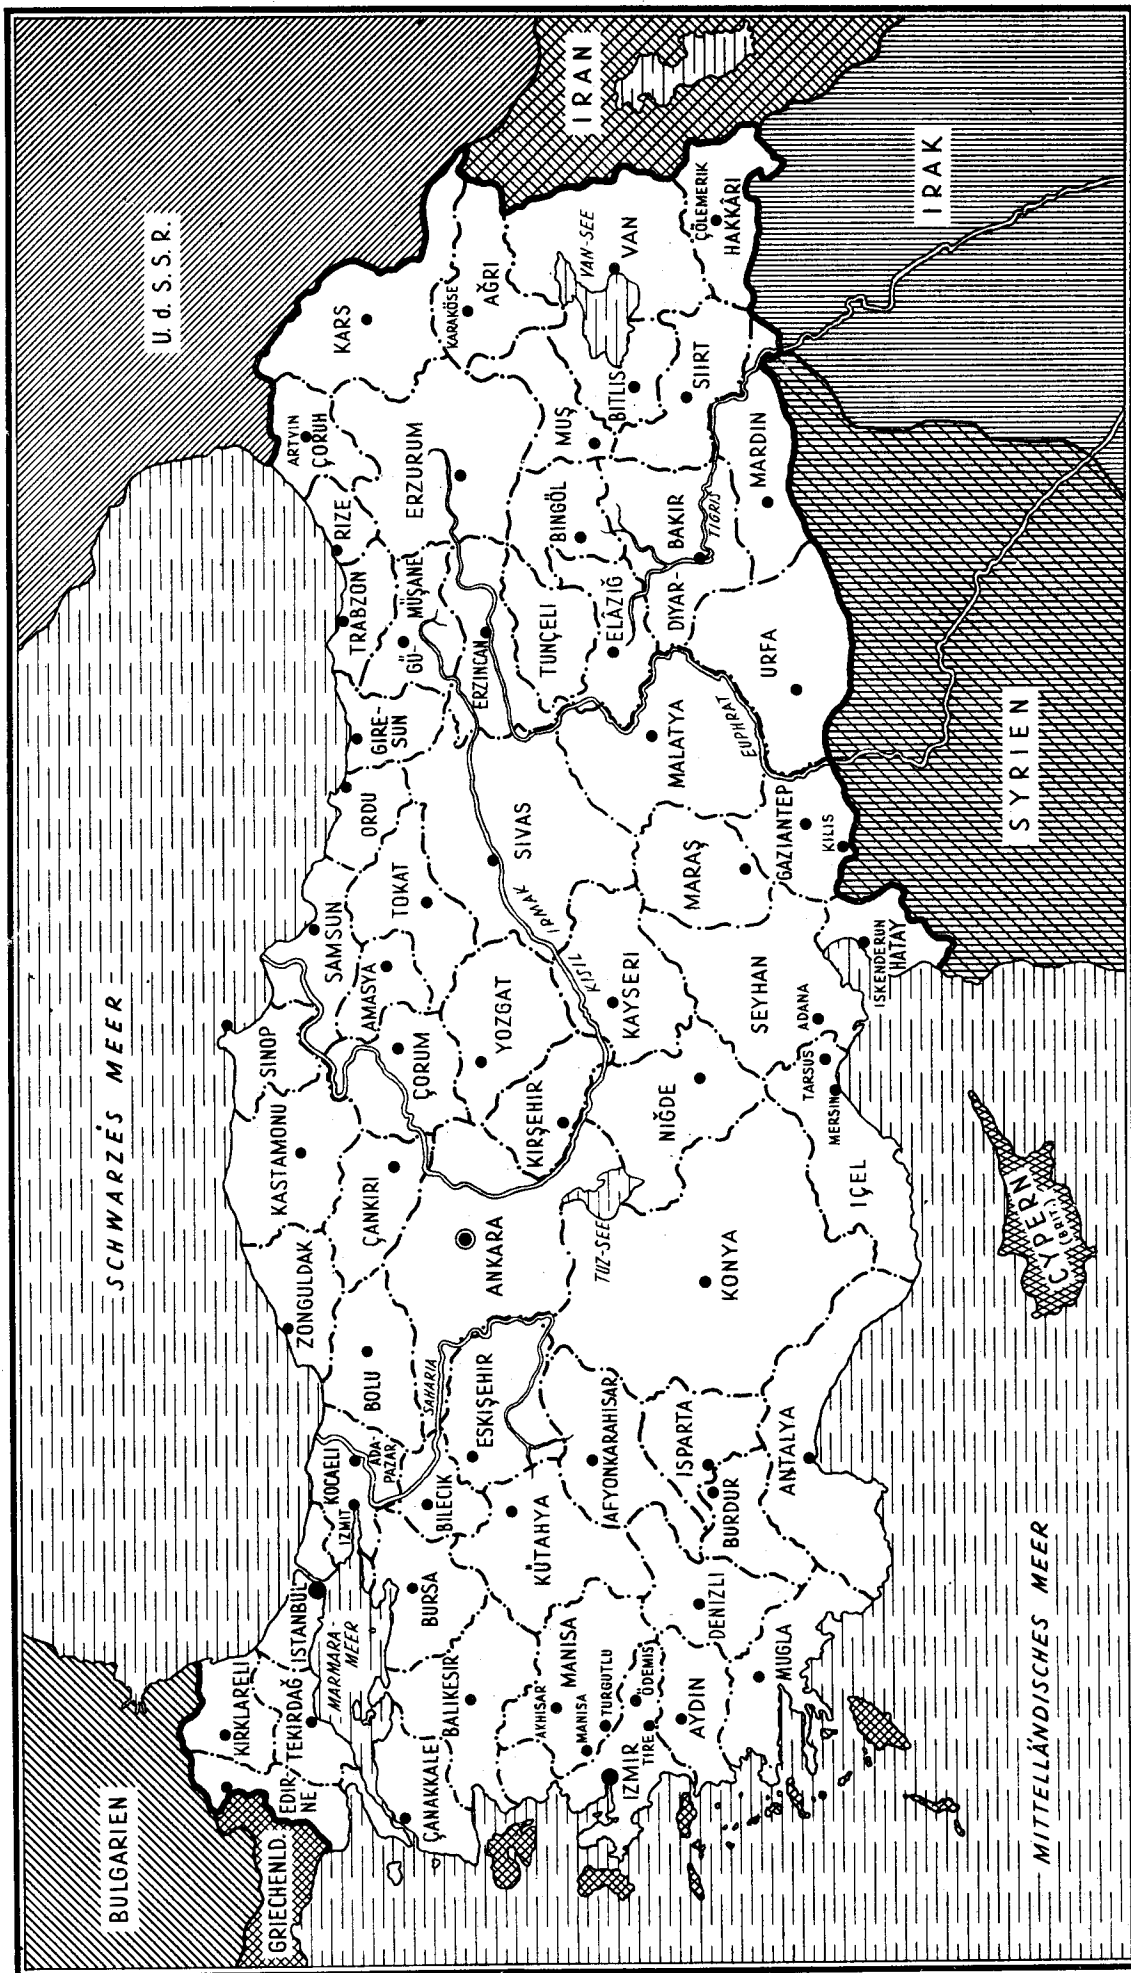 BULGARIEN
GRIECHENLD.
SCHWARZES MEER
U. d. S. S. R.
IRAN
IRAK
SYRIEN
CYPERN
(BRIT.)
MITTELLÄNDISCHES MEER
MARMARA-
MEER
KIRKLARELI
EDIR-
NE
TEKIRDAĞ
ISTANBUL
ÇANAKKALE
BALIKESIR
BURSA
IZMIT
KOCAELI
ADA-
PAZAR
BILECIK
SAHARIA
ESKIŞEHIR
KÜTAHYA
BOLU
ZONGULDAK
KASTAMONU
ÇANKIRI
ANKARA
SINOP
SAMSUN
AMASYA
ÇORUM
YOZGAT
KIRŞEHIR
TOKAT
ORDU
GIRE-
SUN
SIVAS
KISIL
IRMAK
TRABZON
GÜ-
MÜŞANE
RIZE
ARTVIN
ÇORUH
KARS
ERZURUM
ERZINCAN
KARAKÖSE
AĞRI
TUNÇELI
BINGÖL
MUŞ
ELÂZIĞ
BITLIS
VAN-SEE
VAN
DIYAR-
BAKIR
TIGRIS
SIIRT
ÇÖLEMERIK
HAKKÂRI
MARDIN
URFA
EUPHRAT
MALATYA
MARAŞ
GAZIANTEP
KILIS
ISKENDERUN
HATAY
SEYHAN
ADANA
TARSUS
MERSIN
IÇEL
KAYSERI
NIĞDE
TUZ-SEE
KONYA
AFYONKARAHISAR
ISPARTA
BURDUR
ANTALYA
DENIZLI
MUGLA
AYDIN
AKHISAR
MANISA
MANISA
TURGUTLU
ÖDEMIS
TIRE
IZMIR